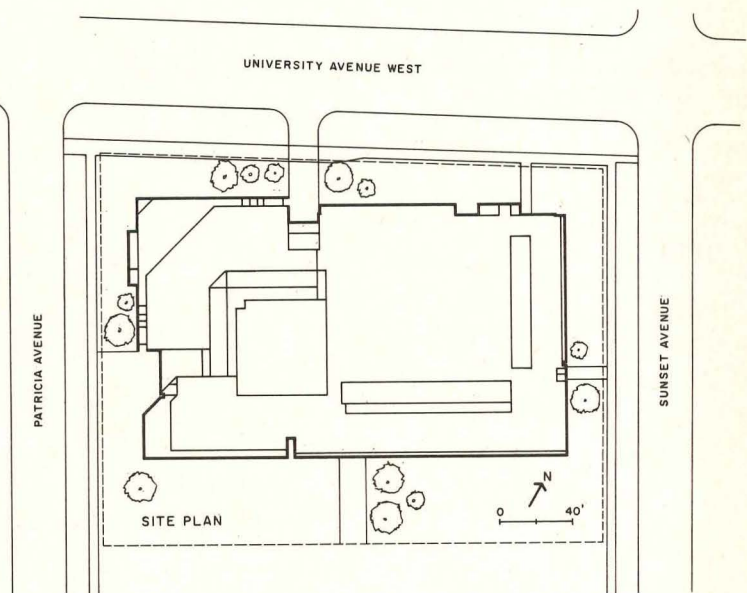 UNIVERSITY AVENUE WEST
PATRICIA AVENUE
SUNSET AVENUE
N
SITE PLAN
0 40'